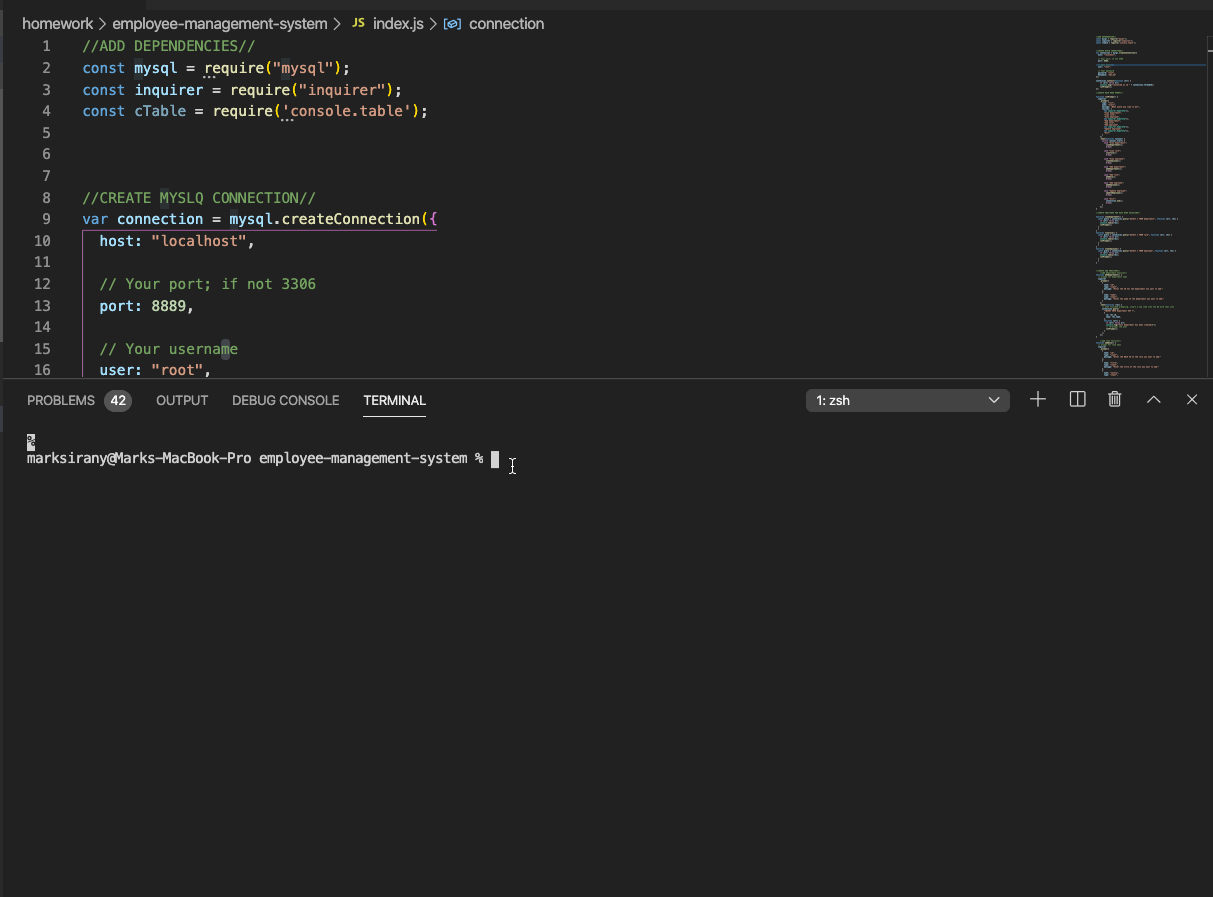 homework > employee-management-system > JS index.js > connection
1 //ADD DEPENDENCIES//
2 const mysql = require("mysql");
3 const inquirer = require("inquirer");
4 const cTable = require('console.table');
5
6
7
8 //CREATE MYSLQ CONNECTION//
9 var connection = mysql.createConnection({
10 host: "localhost",
11
12 // Your port; if not 3306
13 port: 8889,
14
15 // Your username
16 user: "root",
PROBLEMS 42 OUTPUT DEBUG CONSOLE TERMINAL 1: zsh
%
marksirany@Marks-MacBook-Pro employee-management-system %